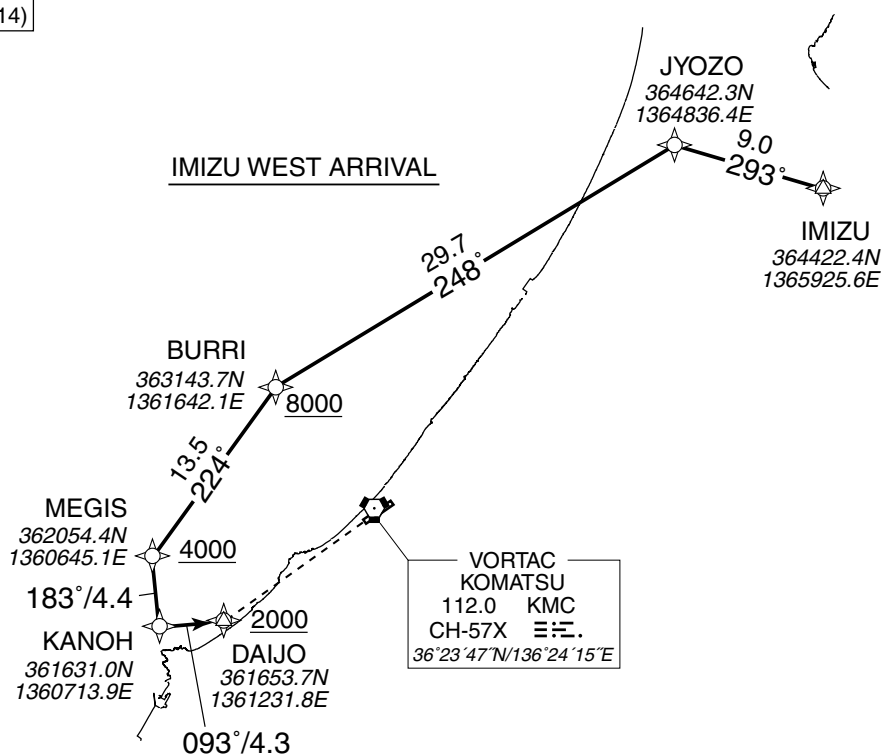 14)
JYOZO
364642.3N
1364836.4E
9.0
293°
IMIZU WEST ARRIVAL
IMIZU
364422.4N
1365925.6E
29.7
248°
BURRI
363143.7N
1361642.1E
8000
13.5
224°
MEGIS
362054.4N
1360645.1E
4000
183°/4.4
VORTAC
KOMATSU
112.0 KMC
CH-57X
36°23´47˝N/136°24´15˝E
2000
KANOH
361631.0N
1360713.9E
DAIJO
361653.7N
1361231.8E
093°/4.3